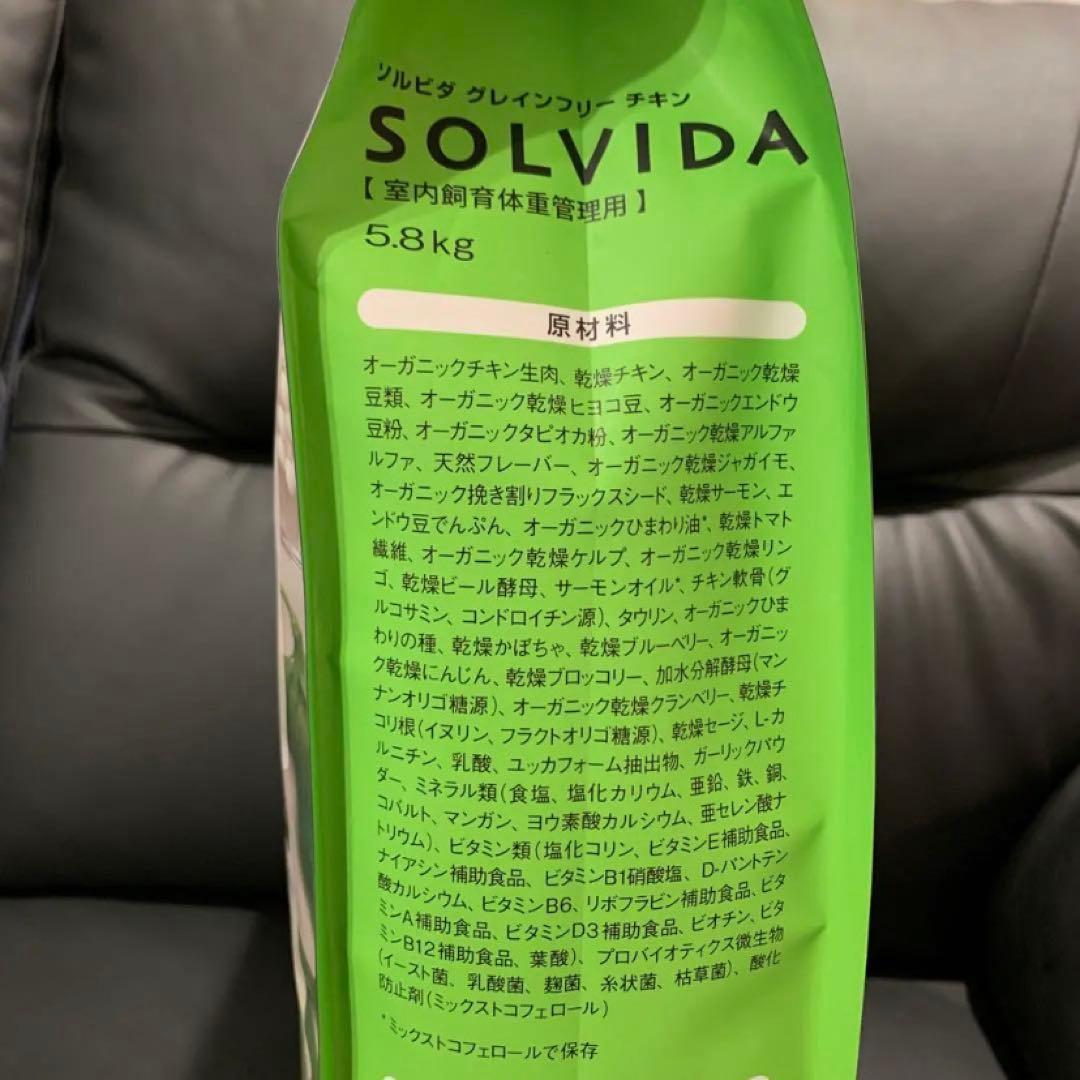 ソルビダ グレインフリー チキン
SOLVIDA
【 室内飼育体重管理用 】
5.8kg
原材料
オーガニックチキン生肉、乾燥チキン、オーガニック乾燥
豆類、オーガニック乾燥ヒヨコ豆、オーガニックエンドウ
豆粉、オーガニックタピオカ粉、オーガニック乾燥アルファ
ルファ、天然フレーバー、オーガニック乾燥ジャガイモ、
オーガニック挽き割りフラックスシード、乾燥サーモン、エ
ンドウ豆でんぷん、オーガニックひまわり油*、乾燥トマト
繊維、オーガニック乾燥ケルプ、オーガニック乾燥リン
ゴ、乾燥ビール酵母、サーモンオイル*、チキン軟骨(グ
ルコサミン、コンドロイチン源)、タウリン、オーガニックひま
わりの種、乾燥かぼちゃ、乾燥ブルーベリー、オーガニッ
ク乾燥にんじん、乾燥ブロッコリー、加水分解酵母(マン
ナンオリゴ糖源)、オーガニック乾燥クランベリー、乾燥チ
コリ根(イヌリン、フラクトオリゴ糖源)、乾燥セージ、L-カ
ルニチン、乳酸、ユッカフォーム抽出物、ガーリックパウ
ダー、ミネラル類(食塩、塩化カリウム、亜鉛、鉄、銅、
コバルト、マンガン、ヨウ素酸カルシウム、亜セレン酸ナ
トリウム)、ビタミン類(塩化コリン、ビタミンE補助食品、
ナイアシン補助食品、ビタミンB1硝酸塩、D-パントテン
酸カルシウム、ビタミンB6、リボフラビン補助食品、ビタ
ミンA補助食品、ビタミンD3補助食品、ビオチン、ビタ
ミンB12補助食品、葉酸)、プロバイオティクス微生物
(イースト菌、乳酸菌、麹菌、糸状菌、枯草菌)、酸化
防止剤(ミックストコフェロール)
*ミックストコフェロールで保存